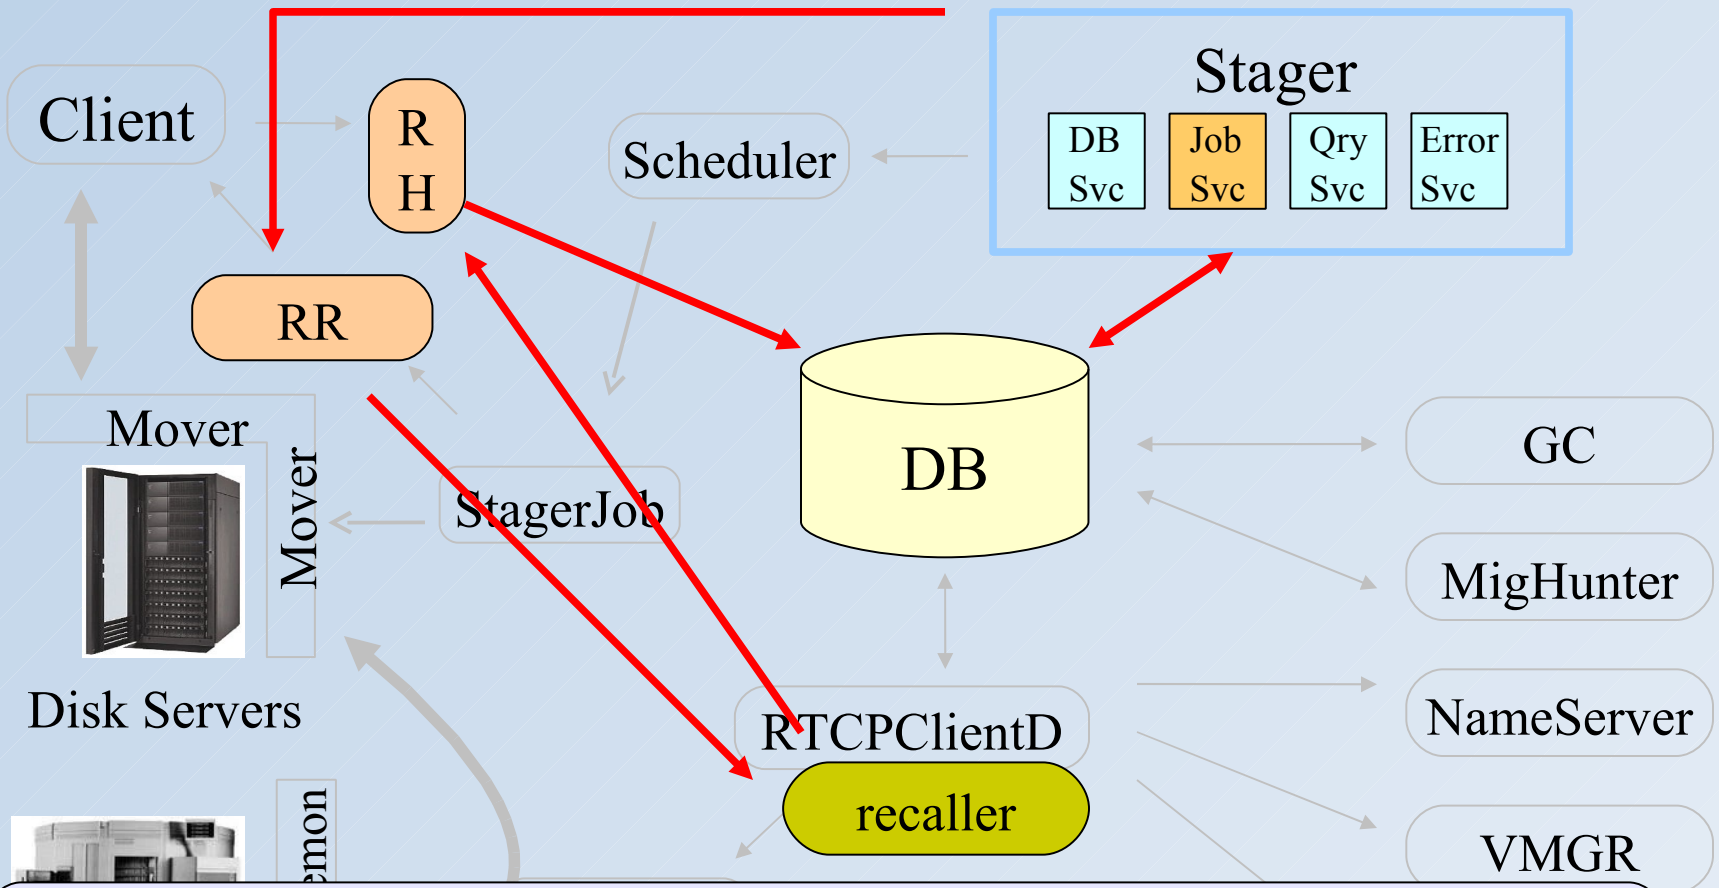 Stager
Client
R
H
Scheduler
DB
Svc
Job
Svc
Qry
Svc
Error
Svc
RR
Mover
Mover
DB
GC
StagerJob
MigHunter
Disk Servers
RTCPClientD
NameServer
recaller
VMGR
emon